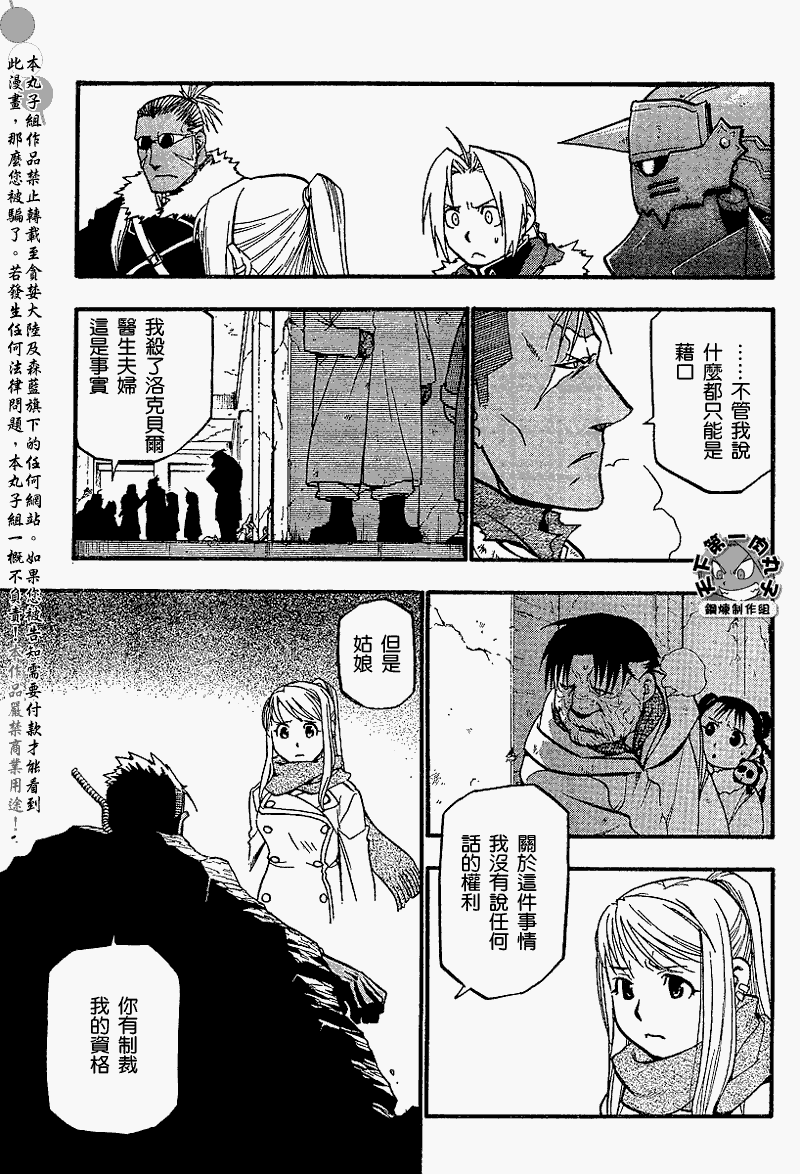 ……不管我說
什麼都只能是
藉口
我殺了洛克貝爾
醫生夫婦
這是事實
關於這件事情
我沒有說任何
話的權利
但是
姑娘
你有制裁
我的資格
天下第一肉丸子
鋼煉制作組
本丸子組作品禁止轉載至貪婪大陸及森藍旗下的任何網站。如果您被告知需要付款才能看到
此漫畫，那麼您被騙了。若發生任何法律問題，本丸子組一概不負責！作品嚴禁商業用途！